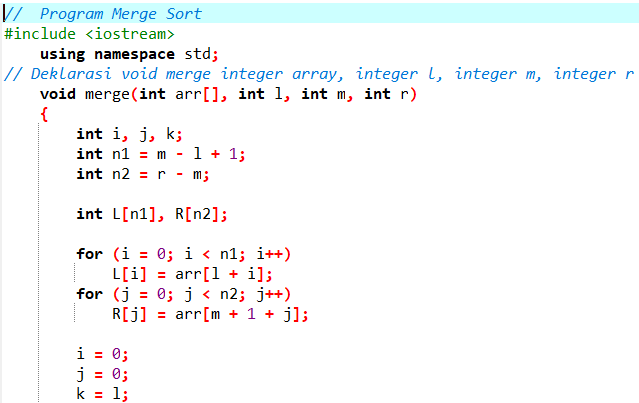 //  Program Merge Sort
#include <iostream>
    using namespace std;
// Deklarasi void merge integer array, integer l, integer m, integer r
    void merge(int arr[], int l, int m, int r)
    {
        int i, j, k;
        int n1 = m - l + 1;
        int n2 = r - m;
        int L[n1], R[n2];
        for (i = 0; i < n1; i++)
            L[i] = arr[l + i];
        for (j = 0; j < n2; j++)
            R[j] = arr[m + 1 + j];
        i = 0;
        j = 0;
        k = l;